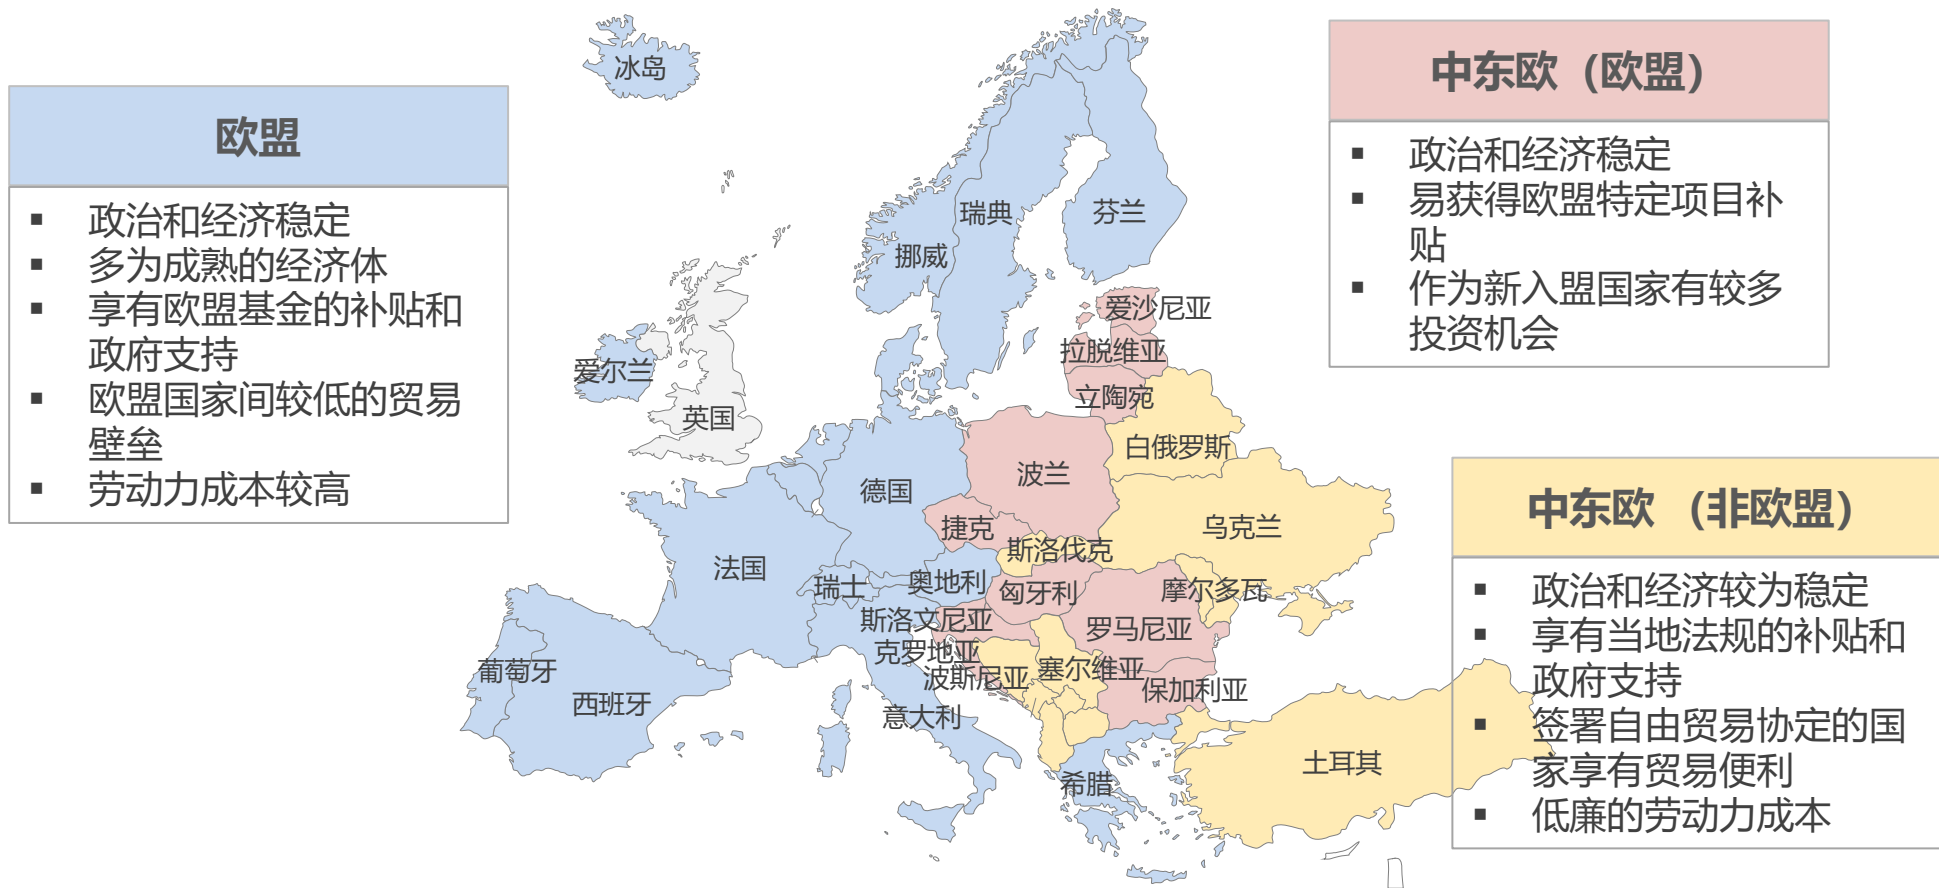 欧盟
▪ 政治和经济稳定
▪ 多为成熟的经济体
▪ 享有欧盟基金的补贴和
政府支持
▪ 欧盟国家间较低的贸易
壁垒
▪ 劳动力成本较高
中东欧（欧盟）
▪ 政治和经济稳定
▪ 易获得欧盟特定项目补
贴
▪ 作为新入盟国家有较多
投资机会
中东欧 （非欧盟）
▪ 政治和经济较为稳定
▪ 享有当地法规的补贴和
政府支持
▪ 签署自由贸易协定的国
家享有贸易便利
▪ 低廉的劳动力成本
冰岛
瑞典
芬兰
挪威
爱沙尼亚
拉脱维亚
爱尔兰
立陶宛
英国
白俄罗斯
波兰
德国
乌克兰
捷克
斯洛伐克
法国
瑞士
奥地利
匈牙利
摩尔多瓦
斯洛文尼亚
罗马尼亚
克罗地亚
塞尔维亚
葡萄牙
波斯尼亚
保加利亚
西班牙
意大利
土耳其
希腊